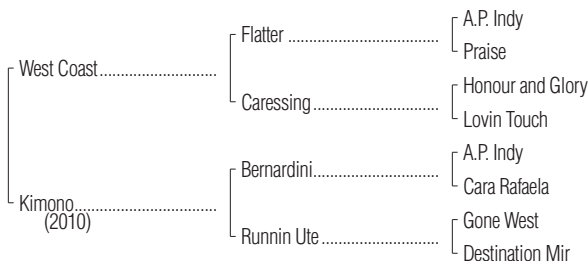 A.P. Indy
Flatter ..................................
Praise
West Coast..........................
Honour and Glory
Caressing.............................
Lovin Touch
A.P. Indy
Bernardini............................
Cara Rafaela
Kimono................................
(2010)
Gone West
Runnin Ute..........................
Destination Mir